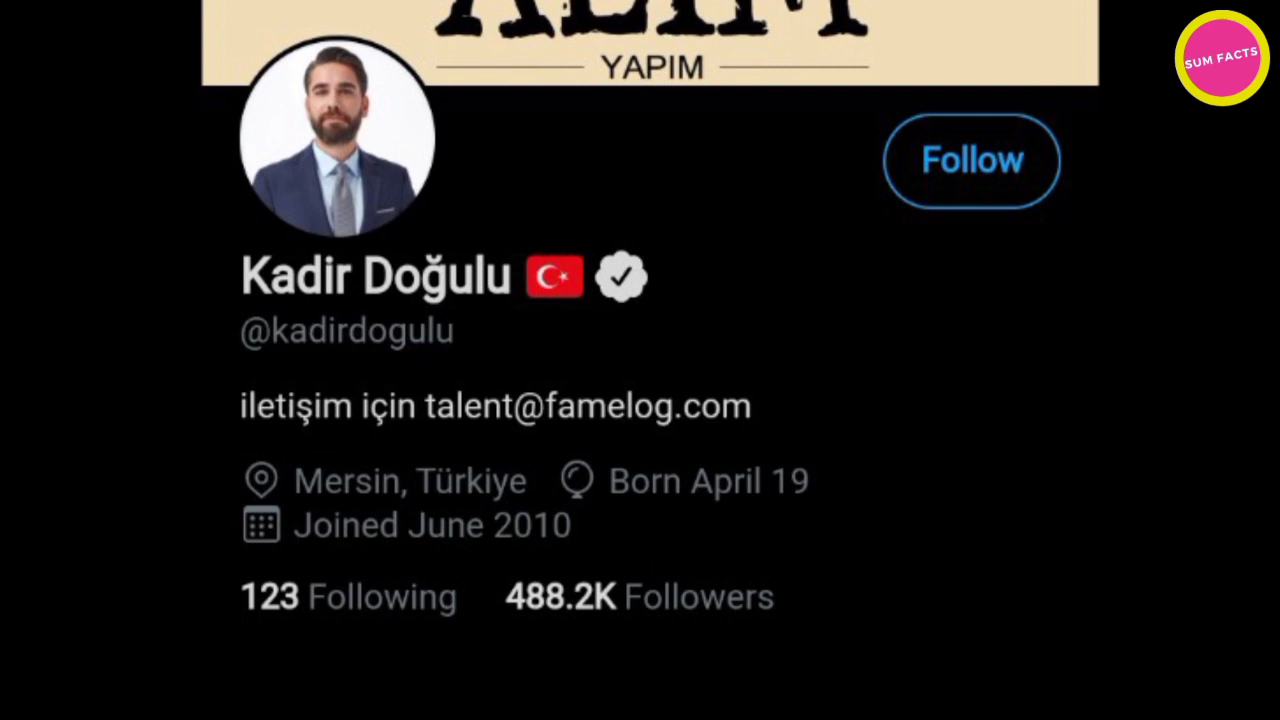 ALIM
YAPIM
SUM FACTS
Follow
Kadir Doğulu
@kadirdogulu
iletişim için talent@famelog.com
Mersin, Türkiye Born April 19
Joined June 2010
123 Following 488.2K Followers